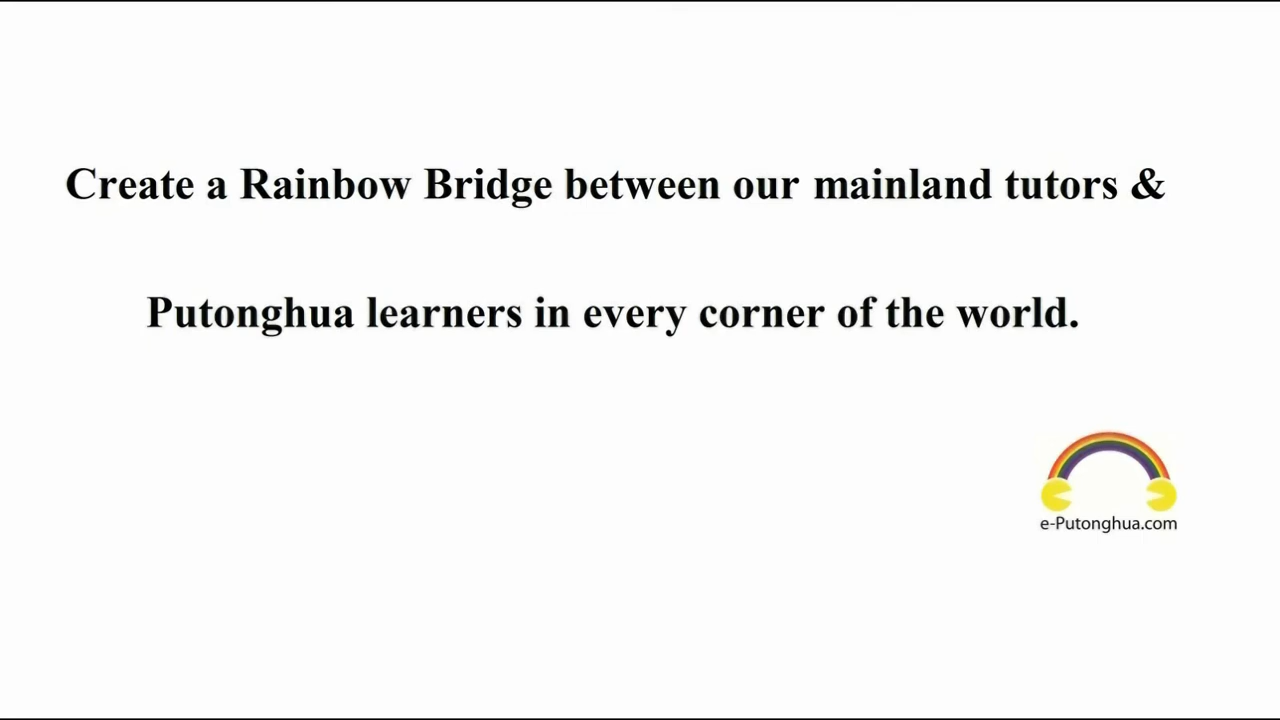 Create a Rainbow Bridge between our mainland tutors &
Putonghua learners in every corner of the world.
e-Putonghua.com